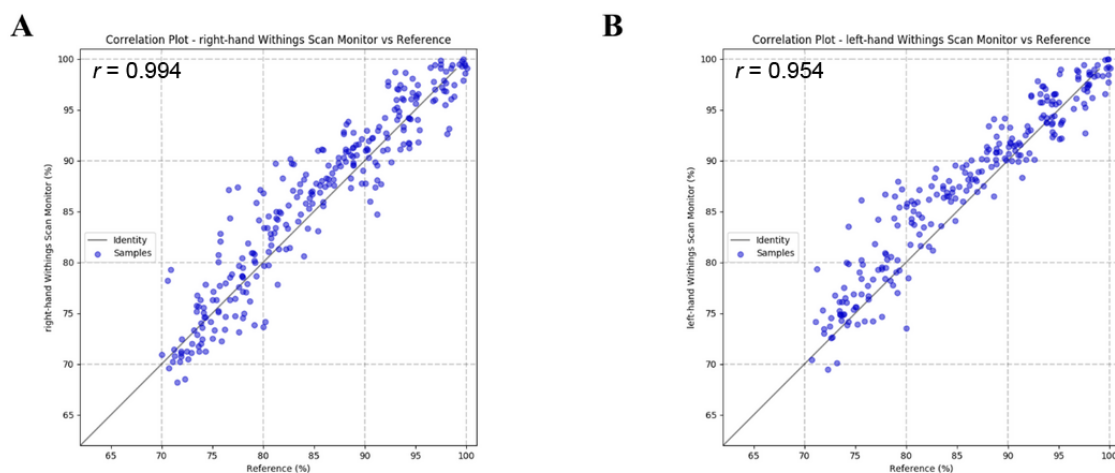 A
Correlation Plot - right-hand Withings Scan Monitor vs Reference
r = 0.994
right-hand Withings Scan Monitor (%)
100
95
90
85
80
75
70
65
Identity
Samples
65 70 75 80 85 90 95 100
Reference (%)
B
Correlation Plot - left-hand Withings Scan Monitor vs Reference
r = 0.954
left-hand Withings Scan Monitor (%)
100
95
90
85
80
75
70
65
Identity
Samples
65 70 75 80 85 90 95 100
Reference (%)